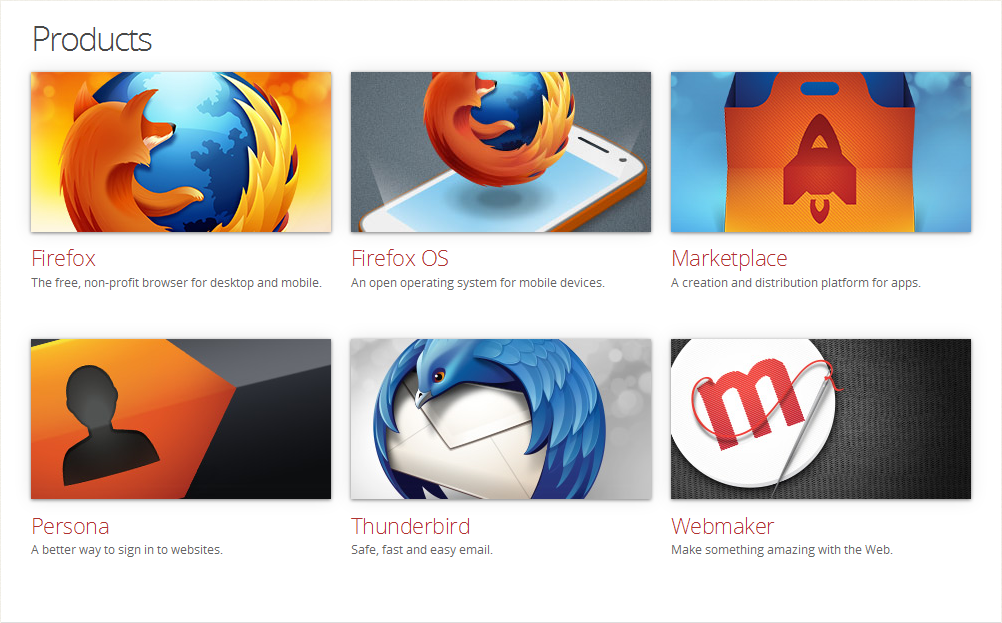 Products
Firefox
The free, non-profit browser for desktop and mobile.
Firefox OS
An open operating system for mobile devices.
Marketplace
A creation and distribution platform for apps.
Persona
A better way to sign in to websites.
Thunderbird
Safe, fast and easy email.
m
Webmaker
Make something amazing with the Web.